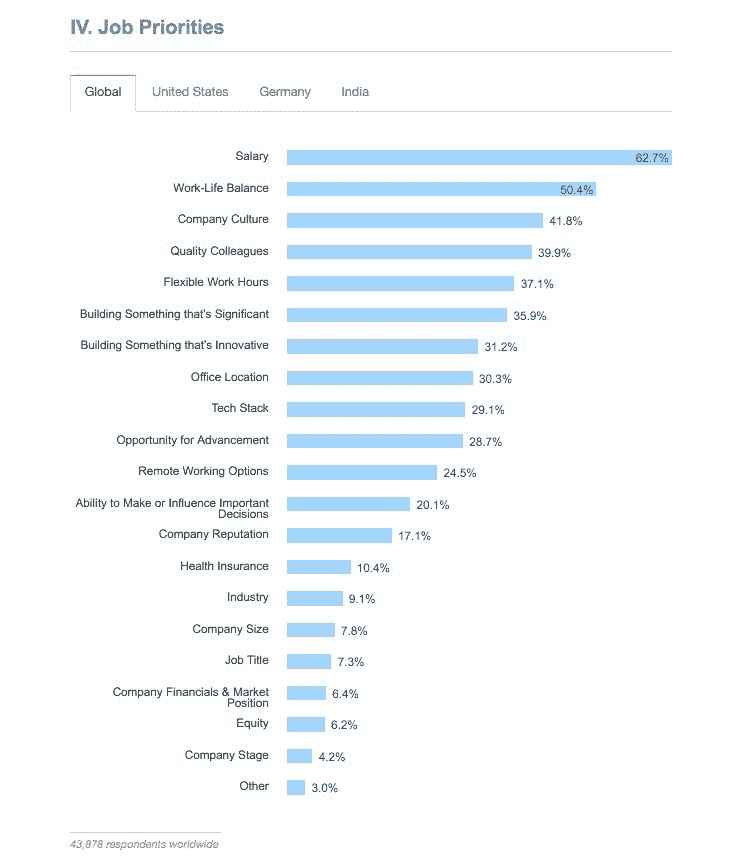 IV. Job Priorities
Global United States Germany India
Salary 62.7%
Work-Life Balance 50.4%
Company Culture 41.8%
Quality Colleagues 39.9%
Flexible Work Hours 37.1%
Building Something that's Significant 35.9%
Building Something that's Innovative 31.2%
Office Location 30.3%
Tech Stack 29.1%
Opportunity for Advancement 28.7%
Remote Working Options 24.5%
Ability to Make or Influence Important
Decisions 20.1%
Company Reputation 17.1%
Health Insurance 10.4%
Industry 9.1%
Company Size 7.8%
Job Title 7.3%
Company Financials & Market
Position 6.4%
Equity 6.2%
Company Stage 4.2%
Other 3.0%
43,878 respondents worldwide